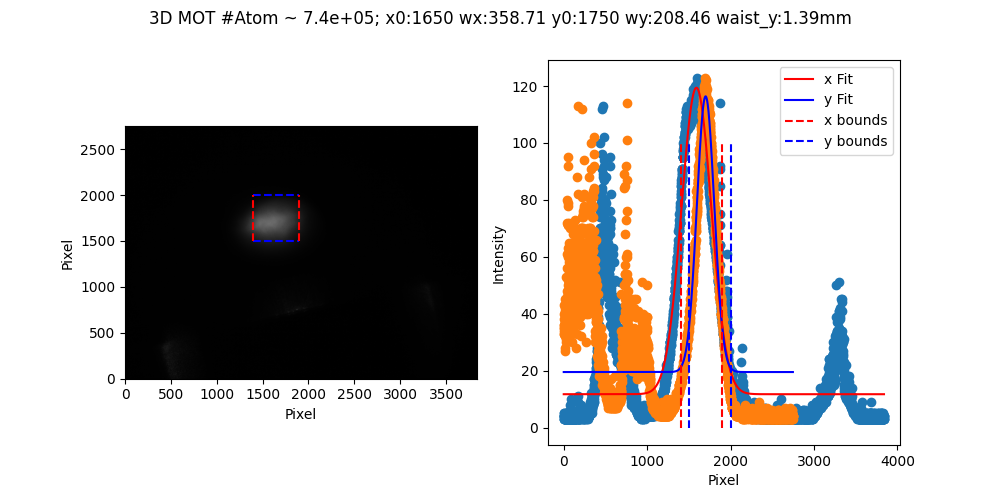 3D MOT #Atom ~ 7.4e+05; x0:1650 wx:358.71 y0:1750 wy:208.46 waist_y:1.39mm
2500
2000
1500
1000
500
0
Pixel
0 500 1000 1500 2000 2500 3000 3500
Pixel
120
100
80
60
40
20
0
Intensity
0 1000 2000 3000 4000
Pixel
x Fit
y Fit
x bounds
y bounds